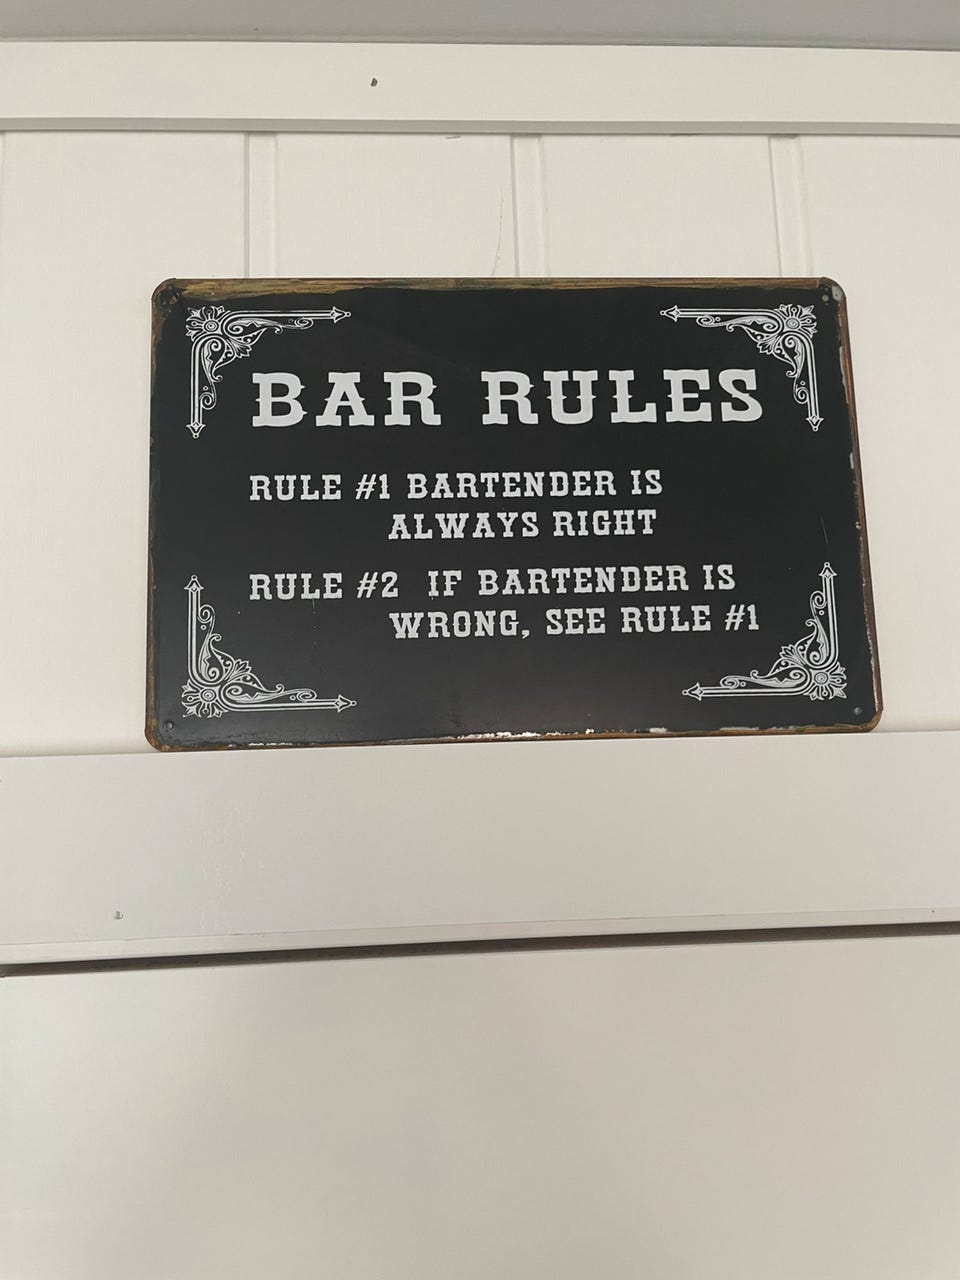 BAR RULES
RULE #1 BARTENDER IS
ALWAYS RIGHT
RULE #2 IF BARTENDER IS
WRONG, SEE RULE #1